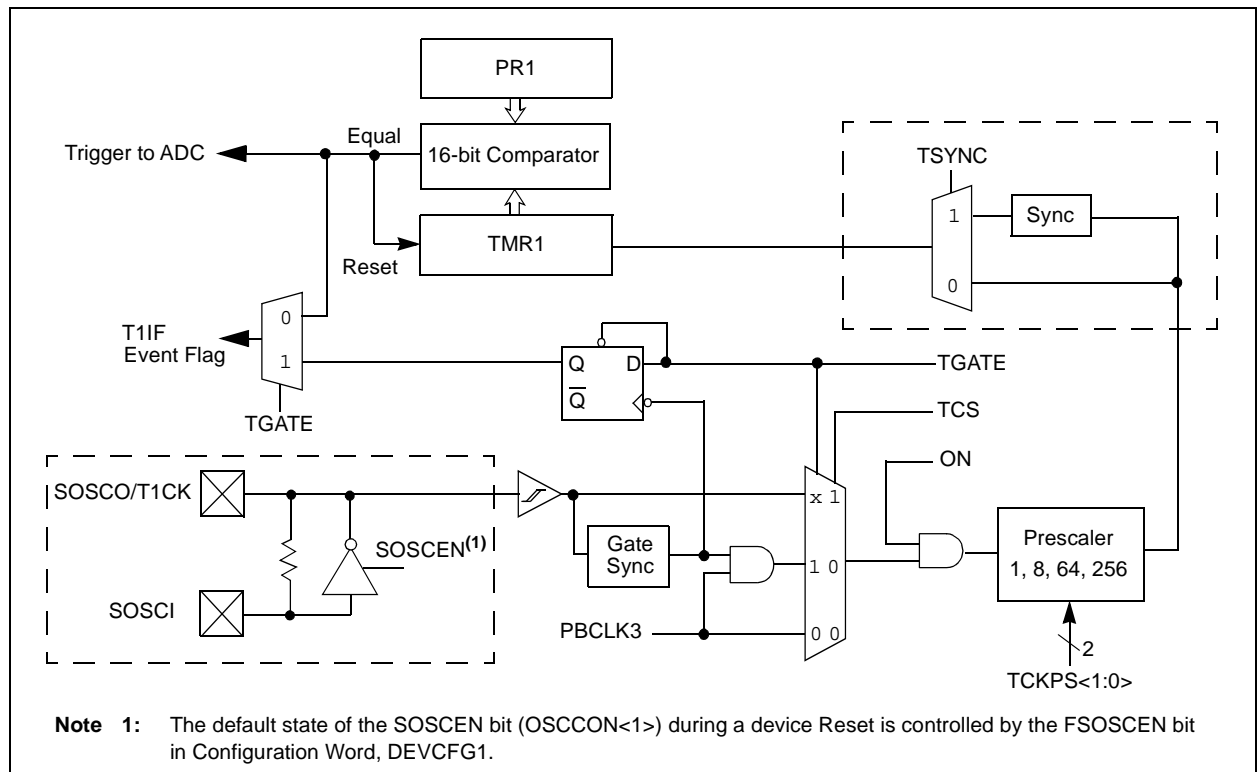 PR1
Equal
Trigger to ADC
16-bit Comparator
TSYNC
1
Sync
TMR1
Reset
0
0
T1IF
Event Flag
1
Q
D
TGATE
Q
TGATE
TCS
ON
SOSCO/T1CK
x 1
SOSCEN(1)
Gate
Sync
1 0
Prescaler
1, 8, 64, 256
SOSCI
PBCLK3
0 0
2
TCKPS<1:0>
Note 1: The default state of the SOSCEN bit (OSCCON<1>) during a device Reset is controlled by the FSOSCEN bit
in Configuration Word, DEVCFG1.